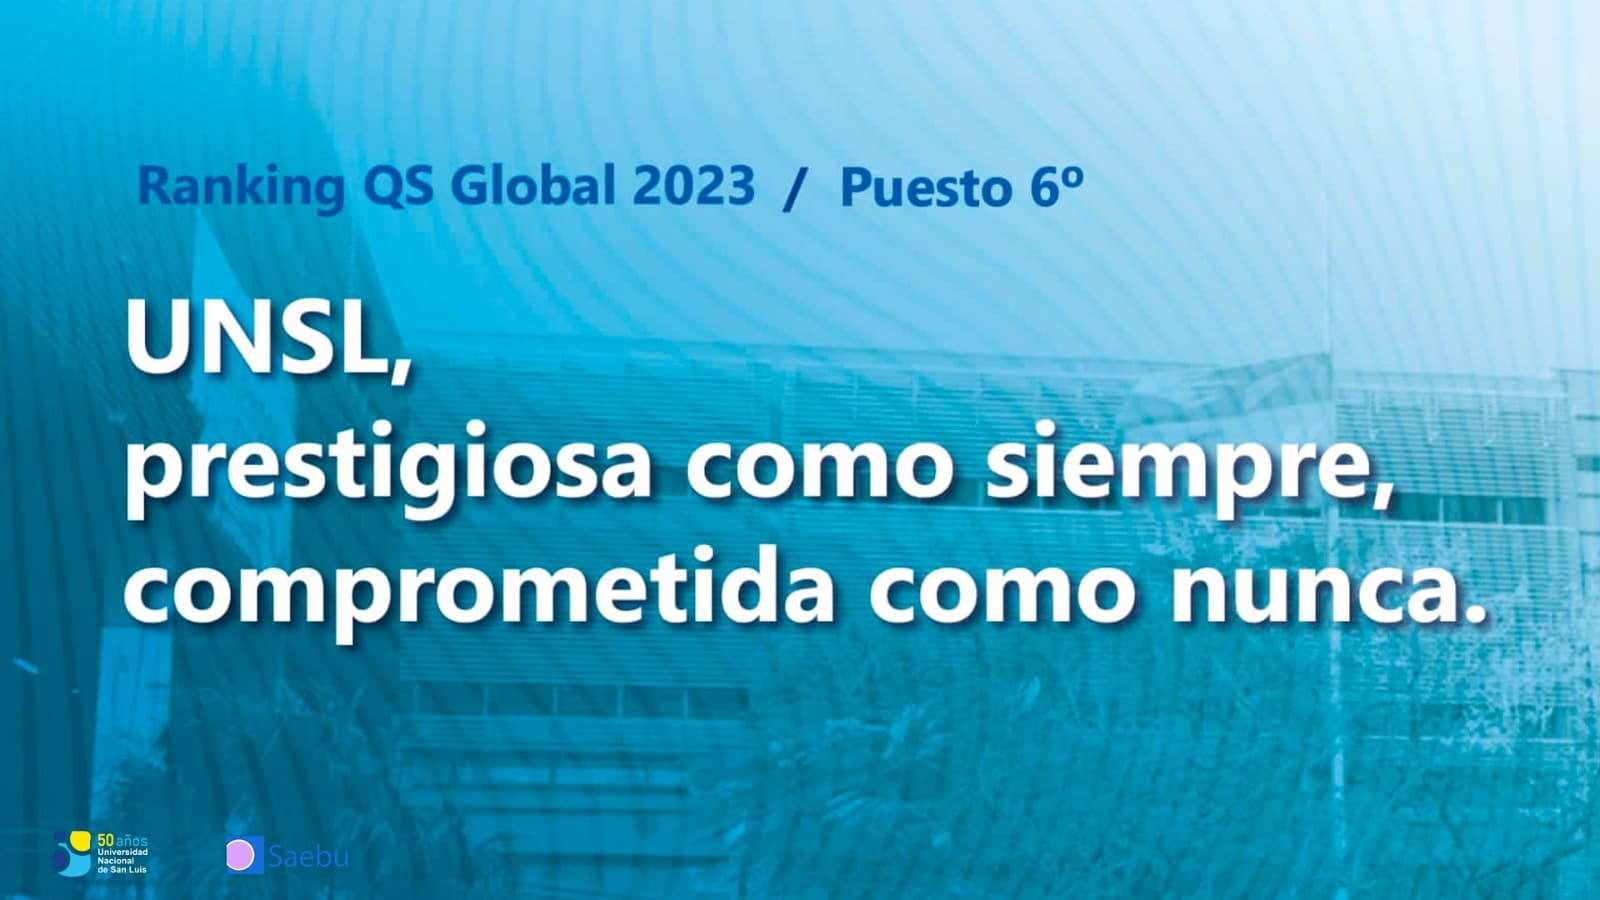 Ranking QS Global 2023 / Puesto 6º
UNSL,
prestigiosa como siempre,
comprometida como nunca.
50 años
Universidad
Nacional
de San Luis
Saebu